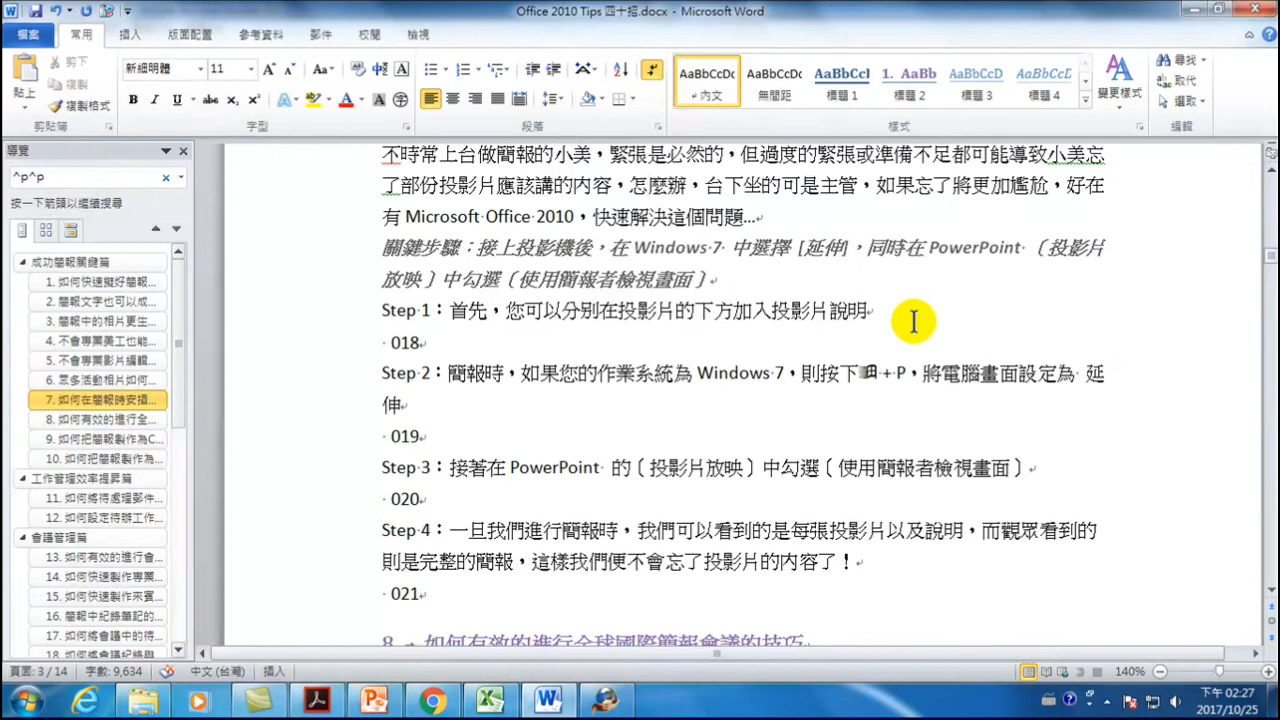 Office 2010 Tips 四十招.docx - Microsoft Word
檔案 常用 插入 版面配置 參考資料 郵件 校閱 檢視
貼上 剪下 複製 複製格式
新細明體 11
AaBbCcDc AaBbCcDc AaBbCcI 1. AaBb AaBbCcD AaBbCcD
內文 無間距 標題 1 標題 2 標題 3 標題 4 變更樣式
尋找 取代 選取
剪貼簿 字型 段落 樣式 編輯
導覽
^p^p
按一下箭頭以繼續搜尋
成功簡報關鍵篇
1. 如何快速擬好簡報...
2. 簡報文字也可以成...
3. 簡報中的相片更生...
4. 不會專業美工也能...
5. 不會專業影片編輯...
6. 眾多活動相片如何...
7. 如何在簡報時安插...
8. 如何有效的進行全...
9. 如何把簡報製作為C...
10. 如何把簡報製作為...
工作管理效率提昇篇
11. 如何將待處理郵件...
12. 如何設定待辦工作...
會議管理篇
13. 如何有效的進行會...
14. 如何快速製作專業...
15. 如何快速製作來賓...
16. 簡報中紀錄筆記的...
17. 如何將會議中的待...
18. 如何將會議紀錄與...
不時常上台做簡報的小美，緊張是必然的，但過度的緊張或準備不足都可能導致小美忘
了部份投影片應該講的內容，怎麼辦，台下坐的可是主管，如果忘了將更加尷尬，好在
有 Microsoft Office 2010，快速解決這個問題...
關鍵步驟：接上投影機後，在 Windows 7 中選擇 [延伸]，同時在 PowerPoint 〔投影片
放映〕中勾選〔使用簡報者檢視畫面〕
Step 1：首先，您可以分別在投影片的下方加入投影片說明
018
Step 2：簡報時，如果您的作業系統為 Windows 7，則按下 + P，將電腦畫面設定為 延
伸
019
Step 3：接著在 PowerPoint 的〔投影片放映〕中勾選〔使用簡報者檢視畫面〕
020
Step 4：一旦我們進行簡報時，我們可以看到的是每張投影片以及說明，而觀眾看到的
則是完整的簡報，這樣我們便不會忘了投影片的內容了！
021
8 如何有效的進行全球國際簡報會議的技巧
頁面: 3 / 14 字數: 9,634 中文 (台灣) 插入 140%
下午 02:27
2017/10/25